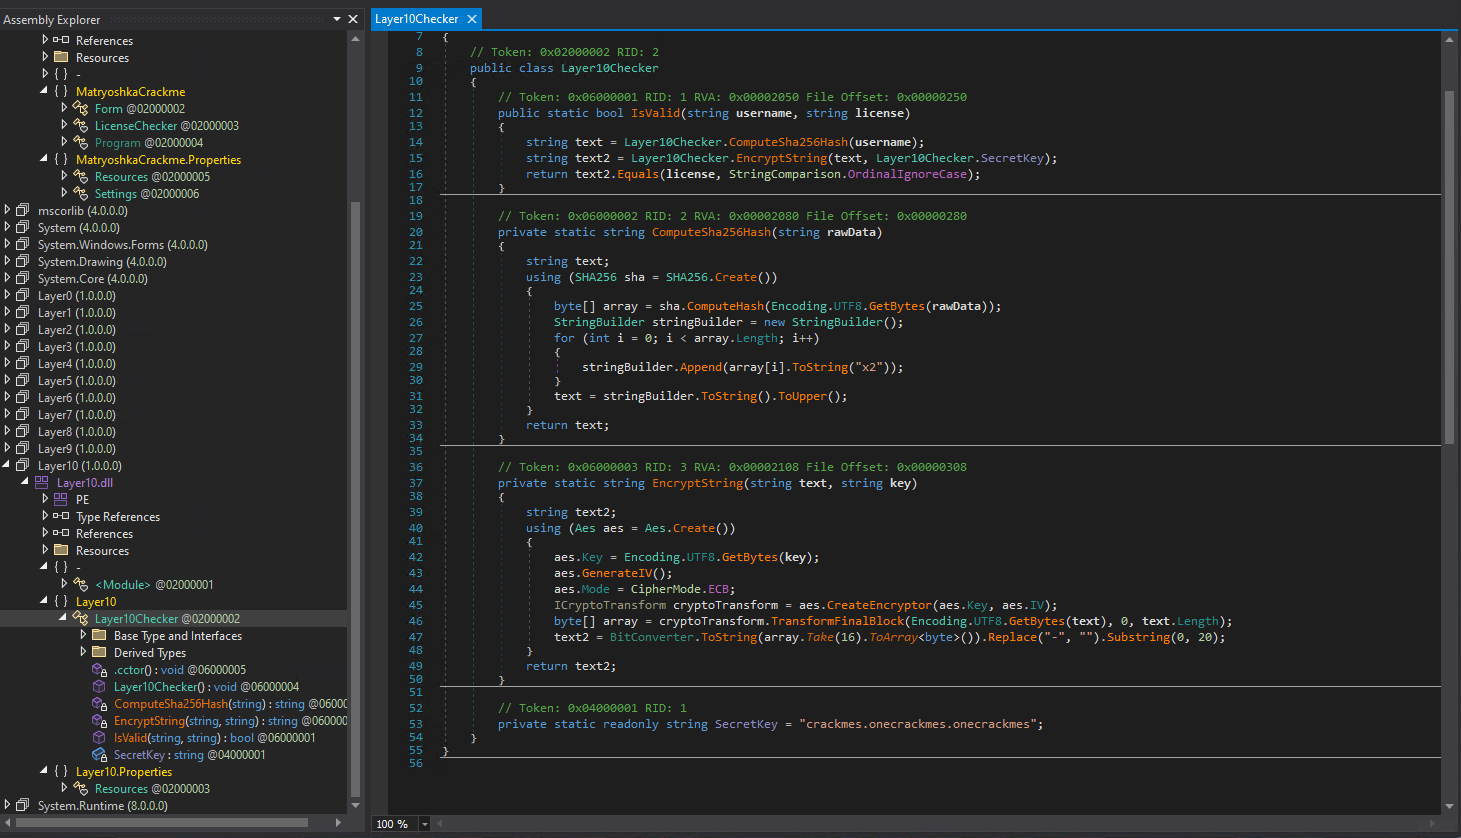 Assembly Explorer
References
Resources
{ } -
{ } MatryoshkaCrackme
Form @02000002
LicenseChecker @02000003
Program @02000004
{ } MatryoshkaCrackme.Properties
Resources @02000005
Settings @02000006
mscorlib (4.0.0.0)
System (4.0.0.0)
System.Windows.Forms (4.0.0.0)
System.Drawing (4.0.0.0)
System.Core (4.0.0.0)
Layer0 (1.0.0.0)
Layer1 (1.0.0.0)
Layer2 (1.0.0.0)
Layer3 (1.0.0.0)
Layer4 (1.0.0.0)
Layer5 (1.0.0.0)
Layer6 (1.0.0.0)
Layer7 (1.0.0.0)
Layer8 (1.0.0.0)
Layer9 (1.0.0.0)
Layer10 (1.0.0.0)
Layer10.dll
PE
Type References
References
Resources
{ } -
<Module> @02000001
{ } Layer10
Layer10Checker @02000002
Base Type and Interfaces
Derived Types
.cctor() : void @06000005
Layer10Checker() : void @06000004
ComputeSha256Hash(string) : string @0600
EncryptString(string, string) : string @060000
IsValid(string, string) : bool @06000001
SecretKey : string @04000001
{ } Layer10.Properties
Resources @02000003
System.Runtime (8.0.0.0)
Layer10Checker
7 {
8 // Token: 0x02000002 RID: 2
9 public class Layer10Checker
10 {
11 // Token: 0x06000001 RID: 1 RVA: 0x00002050 File Offset: 0x00000250
12 public static bool IsValid(string username, string license)
13 {
14 string text = Layer10Checker.ComputeSha256Hash(username);
15 string text2 = Layer10Checker.EncryptString(text, Layer10Checker.SecretKey);
16 return text2.Equals(license, StringComparison.OrdinalIgnoreCase);
17 }
18
19 // Token: 0x06000002 RID: 2 RVA: 0x00002080 File Offset: 0x00000280
20 private static string ComputeSha256Hash(string rawData)
21 {
22 string text;
23 using (SHA256 sha = SHA256.Create())
24 {
25 byte[] array = sha.ComputeHash(Encoding.UTF8.GetBytes(rawData));
26 StringBuilder stringBuilder = new StringBuilder();
27 for (int i = 0; i < array.Length; i++)
28 {
29 stringBuilder.Append(array[i].ToString("x2"));
30 }
31 text = stringBuilder.ToString().ToUpper();
32 }
33 return text;
34 }
35
36 // Token: 0x06000003 RID: 3 RVA: 0x00002108 File Offset: 0x00000308
37 private static string EncryptString(string text, string key)
38 {
39 string text2;
40 using (Aes aes = Aes.Create())
41 {
42 aes.Key = Encoding.UTF8.GetBytes(key);
43 aes.GenerateIV();
44 aes.Mode = CipherMode.ECB;
45 ICryptoTransform cryptoTransform = aes.CreateEncryptor(aes.Key, aes.IV);
46 byte[] array = cryptoTransform.TransformFinalBlock(Encoding.UTF8.GetBytes(text), 0, text.Length);
47 text2 = BitConverter.ToString(array.Take(16).ToArray<byte>()).Replace("-", "").Substring(0, 20);
48 }
49 return text2;
50 }
51
52 // Token: 0x04000001 RID: 1
53 private static readonly string SecretKey = "crackmes.onecrackmes.onecrackmes";
54 }
55 }
56
100 %